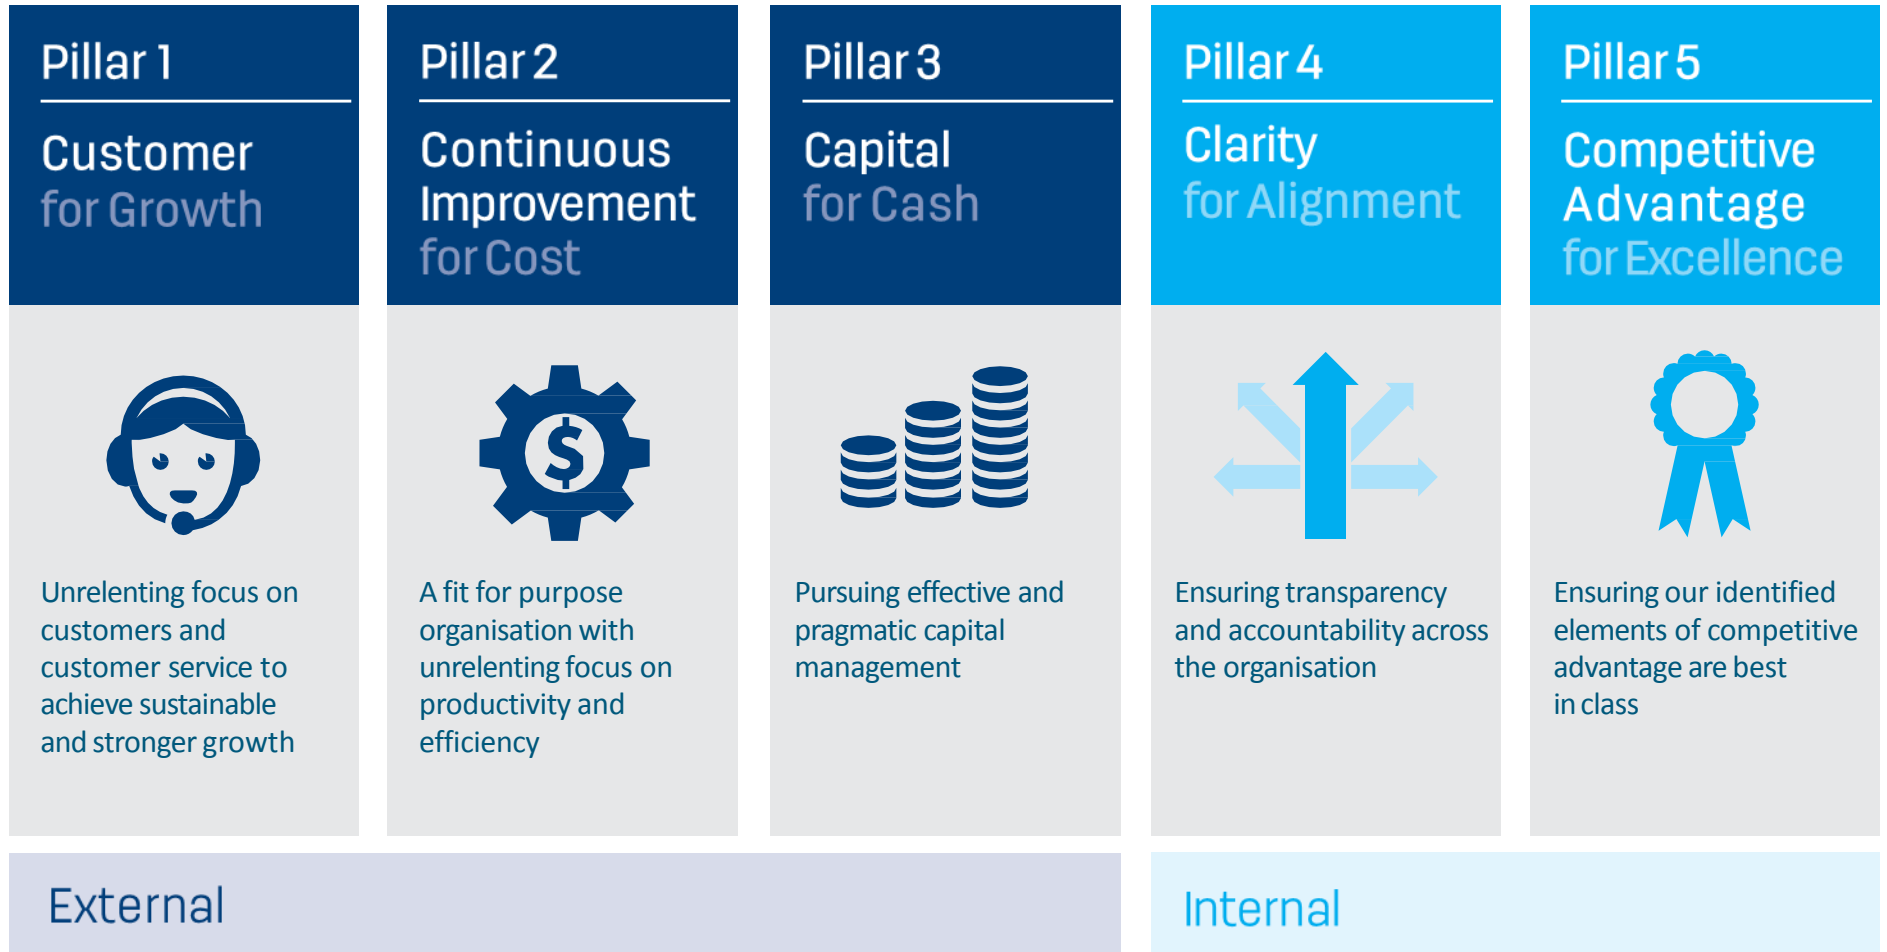 Pillar 1
Customer
for Growth
Unrelenting focus on
customers and
customer service to
achieve sustainable
and stronger growth
Pillar 2
Continuous
Improvement
for Cost
$
A fit for purpose
organisation with
unrelenting focus on
productivity and
efficiency
Pillar 3
Capital
for Cash
Pursuing effective and
pragmatic capital
management
Pillar 4
Clarity
for Alignment
Ensuring transparency
and accountability across
the organisation
Pillar 5
Competitive
Advantage
for Excellence
Ensuring our identified
elements of competitive
advantage are best
in class
External
Internal